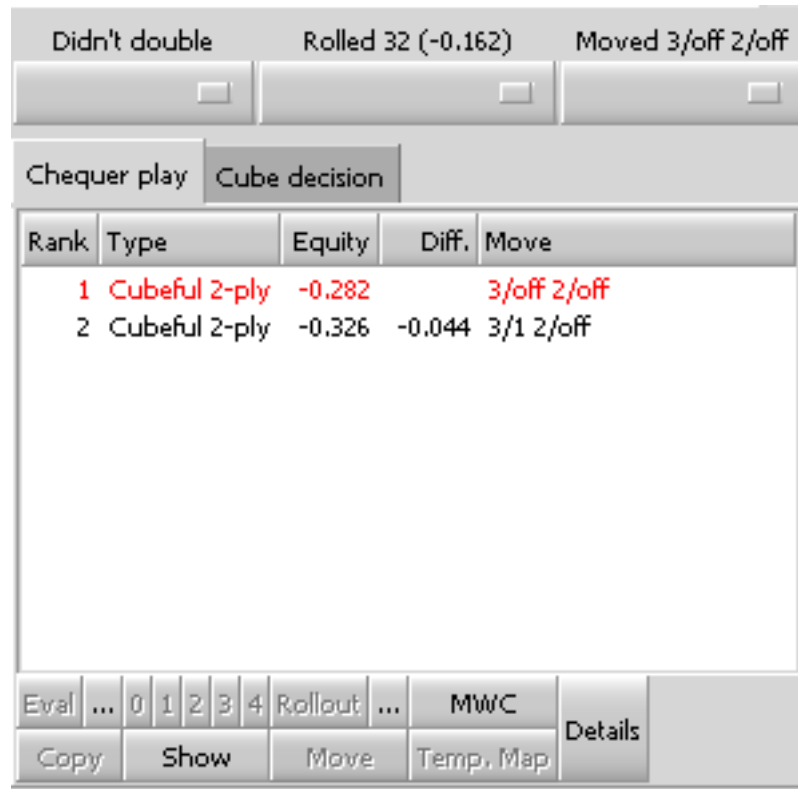 Didn't double Rolled 32 (-0.162) Moved 3/off 2/off
Chequer play Cube decision
Rank Type Equity Diff. Move
1 Cubeful 2-ply -0.282 3/off 2/off
2 Cubeful 2-ply -0.326 -0.044 3/1 2/off
Eval ... 0 1 2 3 4 Rollout ... MWC
Details
Copy Show Move Temp. Map